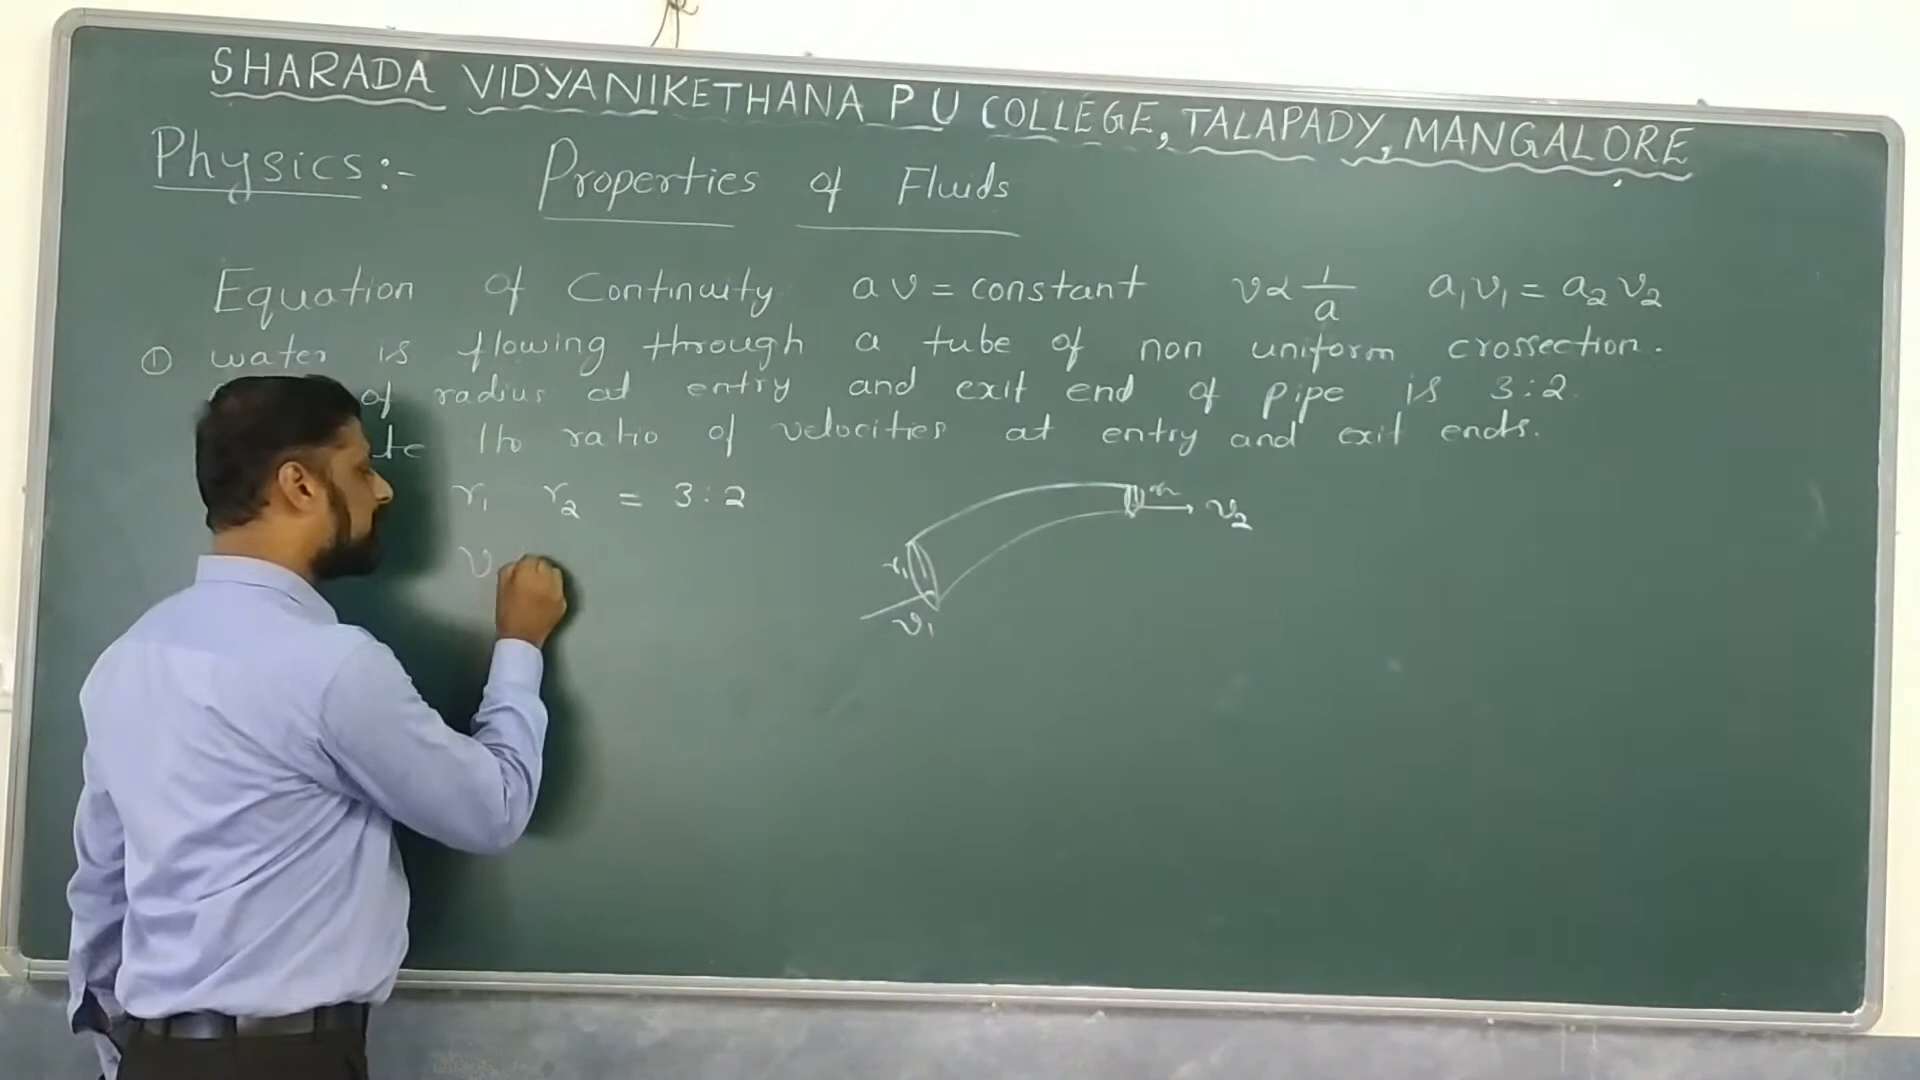 SHARADA VIDYANIKETHANA P U COLLEGE, TALAPADY, MANGALORE
Physics:- Properties of Fluids
Equation of Continuity a v = constant v ∝ 1/a a₁v₁ = a₂v₂
① water is flowing through a tube of non uniform crossection.
of radius at entry and exit end of pipe is 3:2.
ratio of velocities at entry and exit ends.
r₁ r₂ = 3:2
v
r₁
v₁
v₂